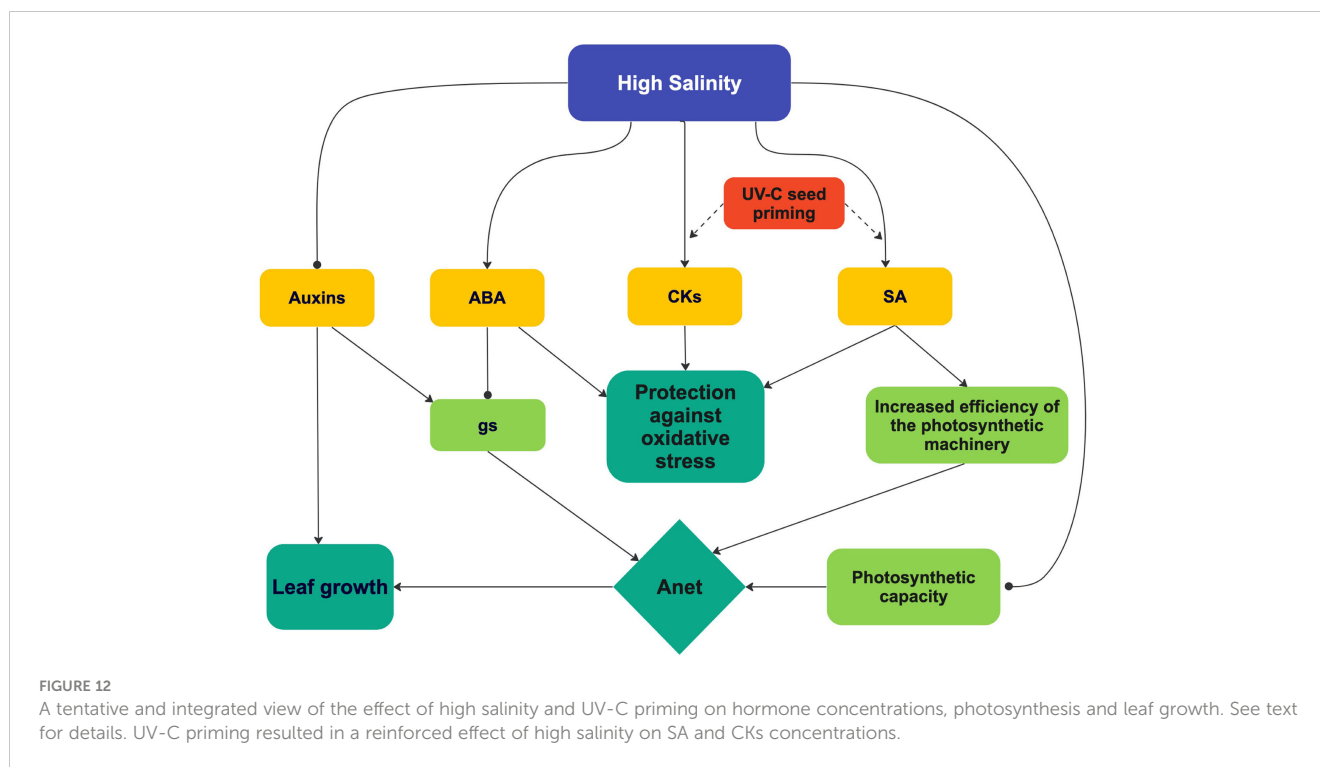 High Salinity
UV-C seed
priming
Auxins
ABA
CKs
SA
gs
Protection
against
oxidative
stress
Increased efficiency of
the photosynthetic
machinery
Leaf growth
Anet
Photosynthetic
capacity
FIGURE 12
A tentative and integrated view of the effect of high salinity and UV-C priming on hormone concentrations, photosynthesis and leaf growth. See text
for details. UV-C priming resulted in a reinforced effect of high salinity on SA and CKs concentrations.